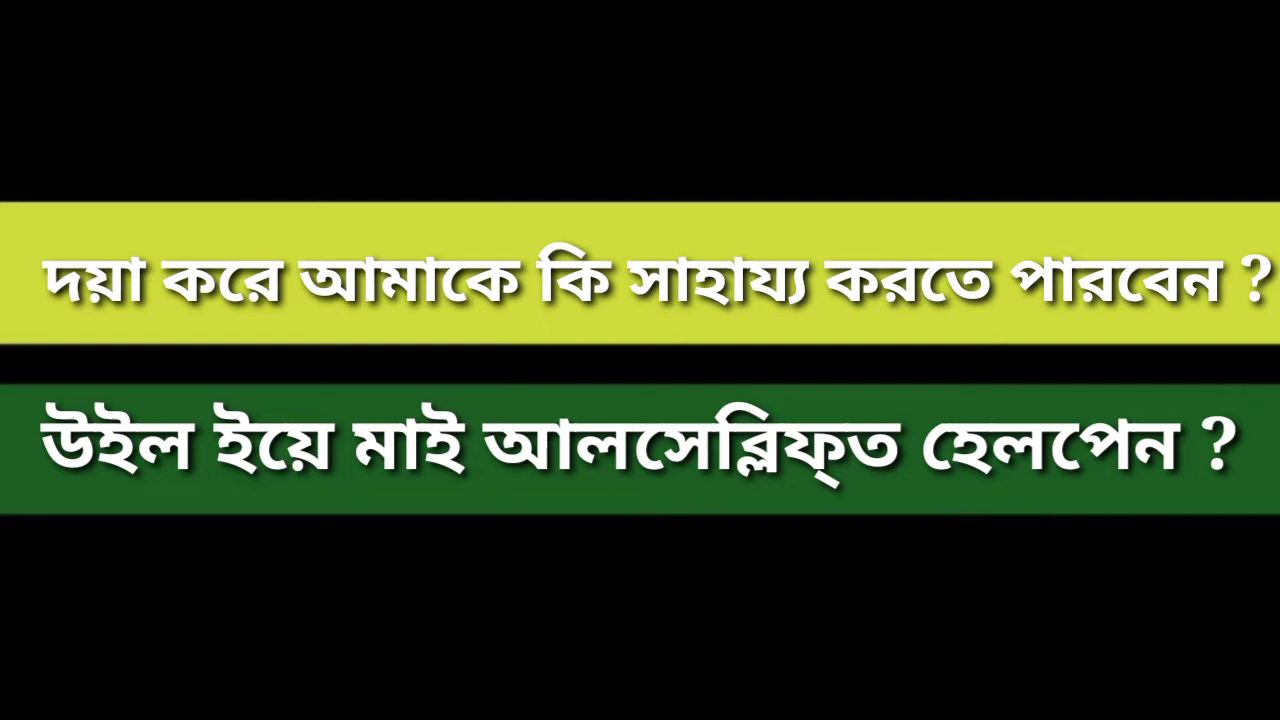 দয়া করে আমাকে কি সাহায্য করতে পারবেন ?
উইল ইয়ে মাই আলসেব্লিফ্ত হেলপেন ?